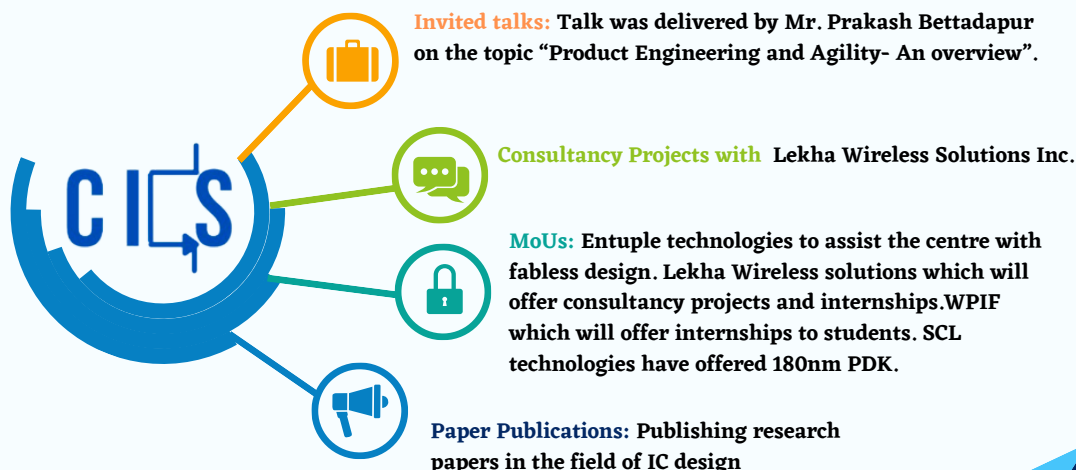 Invited talks: Talk was delivered by Mr. Prakash Bettadapur
on the topic “Product Engineering and Agility- An overview”.
CICS
Consultancy Projects with Lekha Wireless Solutions Inc.
MoUs: Entuple technologies to assist the centre with
fabless design. Lekha Wireless solutions which will
offer consultancy projects and internships.WPIF
which will offer internships to students. SCL
technologies have offered 180nm PDK.
Paper Publications: Publishing research
papers in the field of IC design